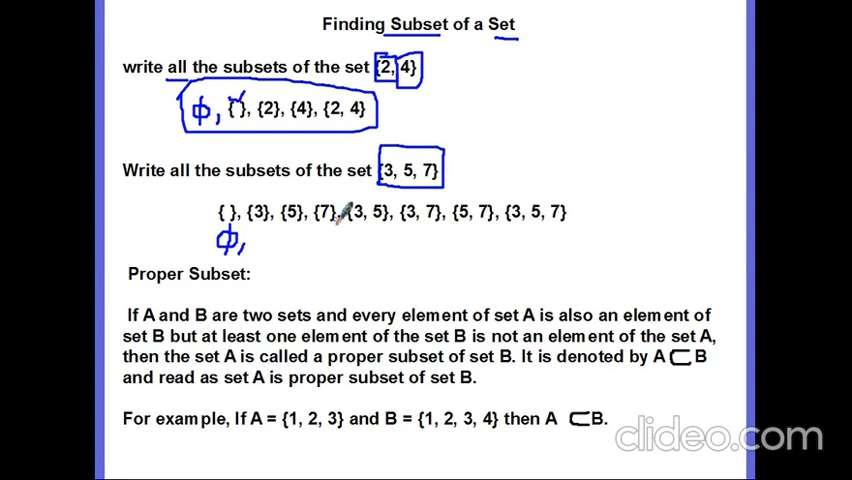 Finding Subset of a Set
write all the subsets of the set {2, 4}
ϕ, { }, {2}, {4}, {2, 4}
Write all the subsets of the set {3, 5, 7}
{ }, {3}, {5}, {7}, {3, 5}, {3, 7}, {5, 7}, {3, 5, 7}
ϕ,
Proper Subset:
If A and B are two sets and every element of set A is also an element of
set B but at least one element of the set B is not an element of the set A,
then the set A is called a proper subset of set B. It is denoted by A ⊂ B
and read as set A is proper subset of set B.
For example, If A = {1, 2, 3} and B = {1, 2, 3, 4} then A ⊂ B.
clideo.com